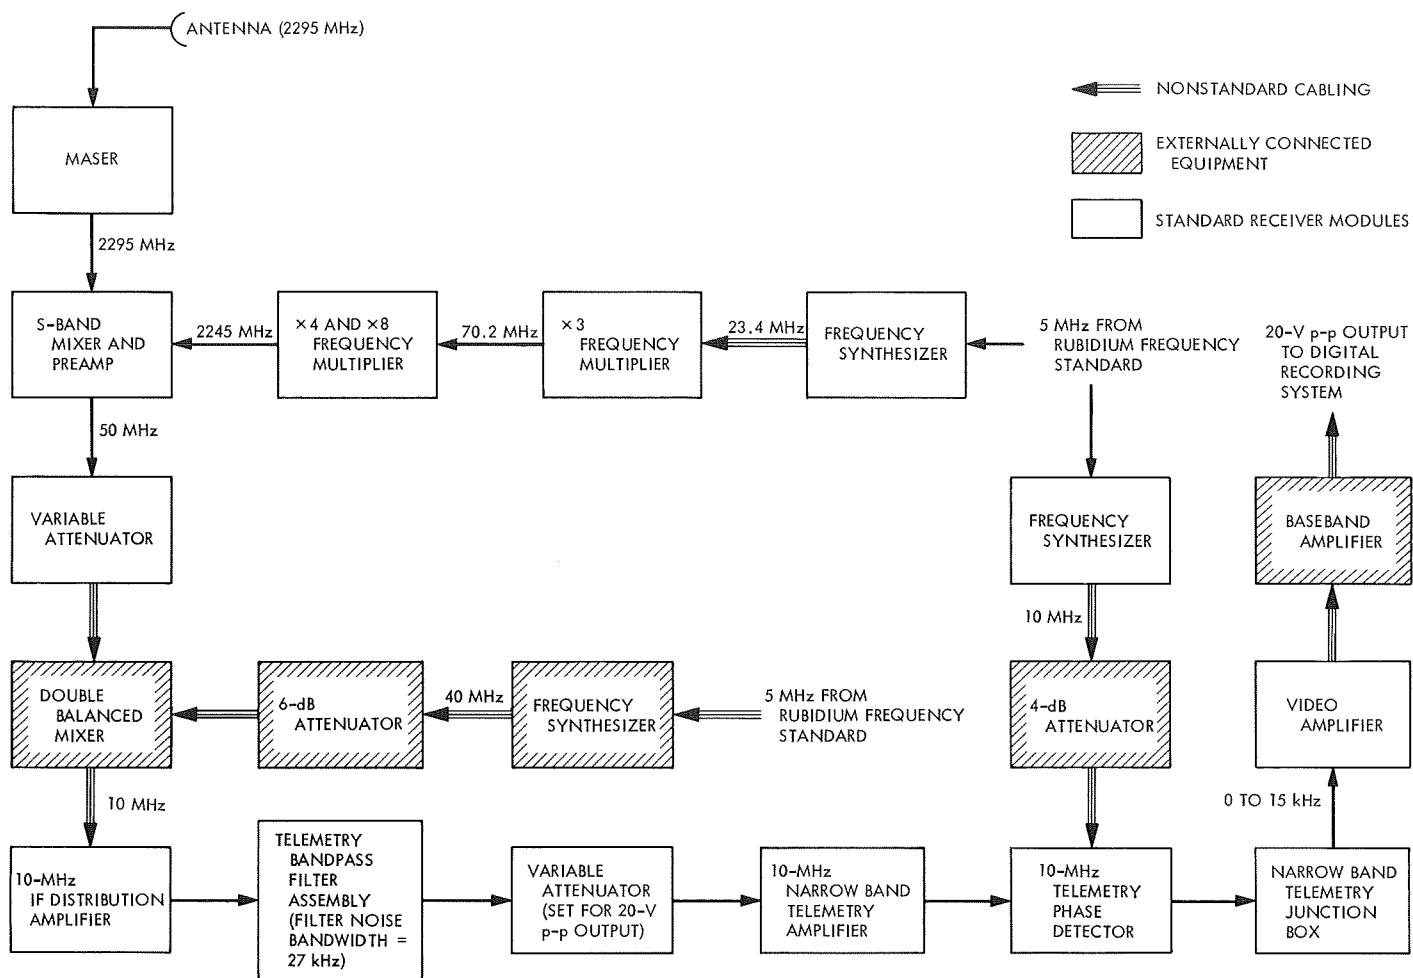 ANTENNA (2295 MHz)
NONSTANDARD CABLING
EXTERNALLY CONNECTED
EQUIPMENT
STANDARD RECEIVER MODULES
MASER
2295 MHz
S-BAND
MIXER AND
PREAMP
2245 MHz
×4 AND ×8
FREQUENCY
MULTIPLIER
70.2 MHz
×3
FREQUENCY
MULTIPLIER
23.4 MHz
FREQUENCY
SYNTHESIZER
5 MHz FROM
RUBIDIUM FREQUENCY
STANDARD
20-V p-p OUTPUT
TO DIGITAL
RECORDING
SYSTEM
50 MHz
VARIABLE
ATTENUATOR
FREQUENCY
SYNTHESIZER
BASEBAND
AMPLIFIER
10 MHz
DOUBLE
BALANCED
MIXER
6-dB
ATTENUATOR
40 MHz
FREQUENCY
SYNTHESIZER
5 MHz FROM
RUBIDIUM FREQUENCY
STANDARD
4-dB
ATTENUATOR
VIDEO
AMPLIFIER
10 MHz
0 TO 15 kHz
10-MHz
IF DISTRIBUTION
AMPLIFIER
TELEMETRY
BANDPASS
FILTER
ASSEMBLY
(FILTER NOISE
BANDWIDTH =
27 kHz)
VARIABLE
ATTENUATOR
(SET FOR 20-V
p-p OUTPUT)
10-MHz
NARROW BAND
TELEMETRY
AMPLIFIER
10-MHz
TELEMETRY
PHASE
DETECTOR
NARROW BAND
TELEMETRY
JUNCTION
BOX